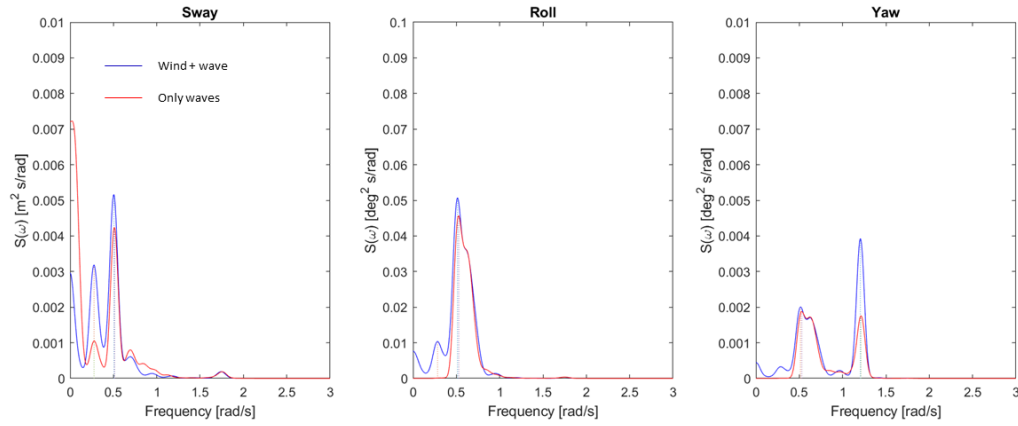 Sway
0.01
0.009
0.008
0.007
0.006
0.005
0.004
0.003
0.002
0.001
0
S(ω) [m² s/rad]
Wind + wave
Only waves
0 0.5 1 1.5 2 2.5 3
Frequency [rad/s]
Roll
0.1
0.09
0.08
0.07
0.06
0.05
0.04
0.03
0.02
0.01
0
S(ω) [deg² s/rad]
0 0.5 1 1.5 2 2.5 3
Frequency [rad/s]
Yaw
0.01
0.009
0.008
0.007
0.006
0.005
0.004
0.003
0.002
0.001
0
S(ω) [deg² s/rad]
0 0.5 1 1.5 2 2.5 3
Frequency [rad/s]